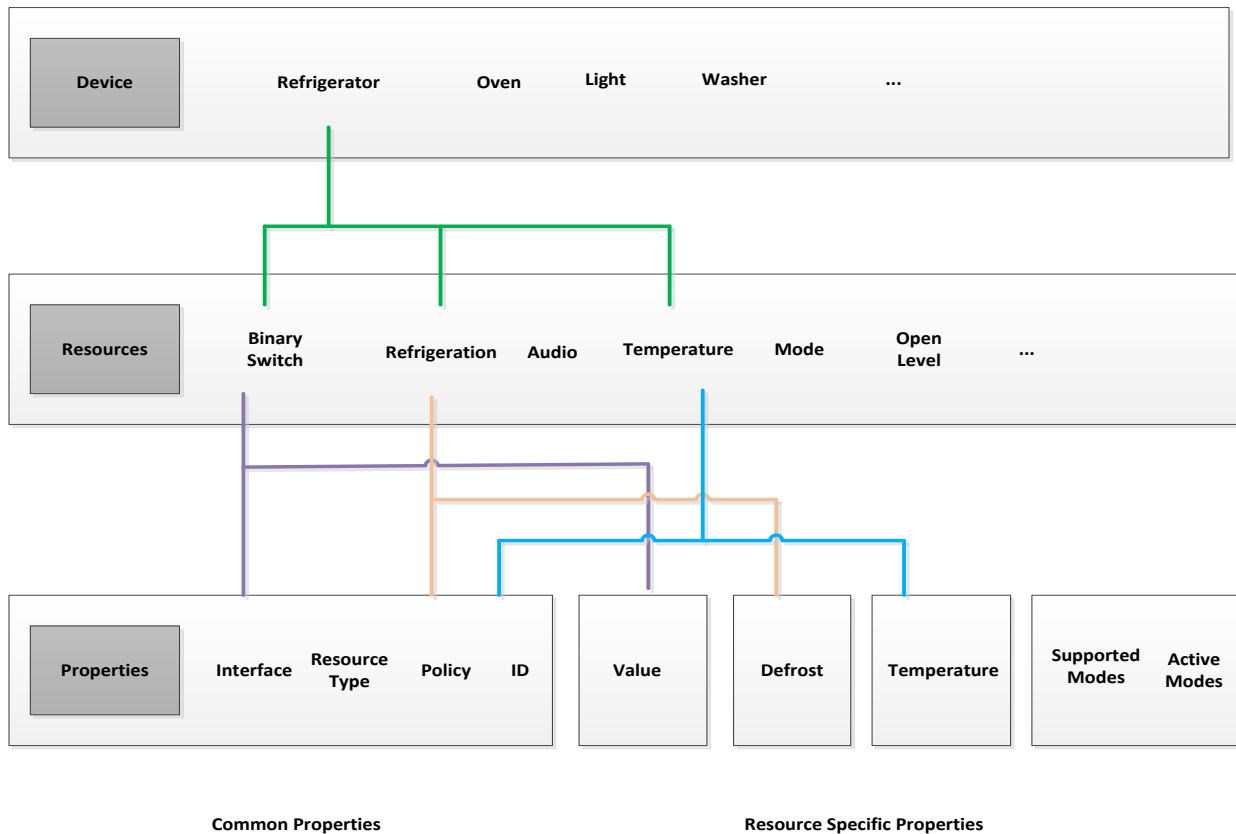 Device
Refrigerator
Oven
Light
Washer
...
Resources
Binary
Switch
Refrigeration
Audio
Temperature
Mode
Open
Level
...
Properties
Interface
Resource
Type
Policy
ID
Value
Defrost
Temperature
Supported
Modes
Active
Modes
Common Properties
Resource Specific Properties